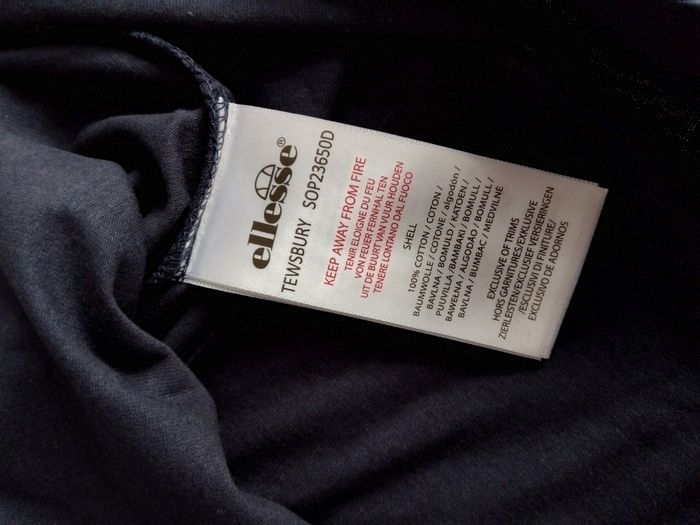 ellesse®
TEWSBURY SOP23650D
KEEP AWAY FROM FIRE
TENIR ELOIGNE DU FEU
VON FEUER FERNHALTEN
UIT DE BUURT VAN VUUR HOUDEN
TENERE LONTANO DAL FUOCO
SHELL
100% COTTON / COTON /
BAUMWOLLE / COTONE / algodón /
BAVLNA / BOMULD / KATOEN /
PUUVILLA / BAMBAKI / BOMULL /
BAWEŁNA / ALGODAO / BOMULL /
BAVLNA / BUMBAC / MEDVILNE
EXCLUSIVE OF TRIMS
HORS GARNITURES/EXKLUSIVE
ZIERLEISTEN/EXCLUSIEF VERSIERINGEN
/ESCLUSIVI DI FINITURE/
EXCLUSIVO DE ADORNOS